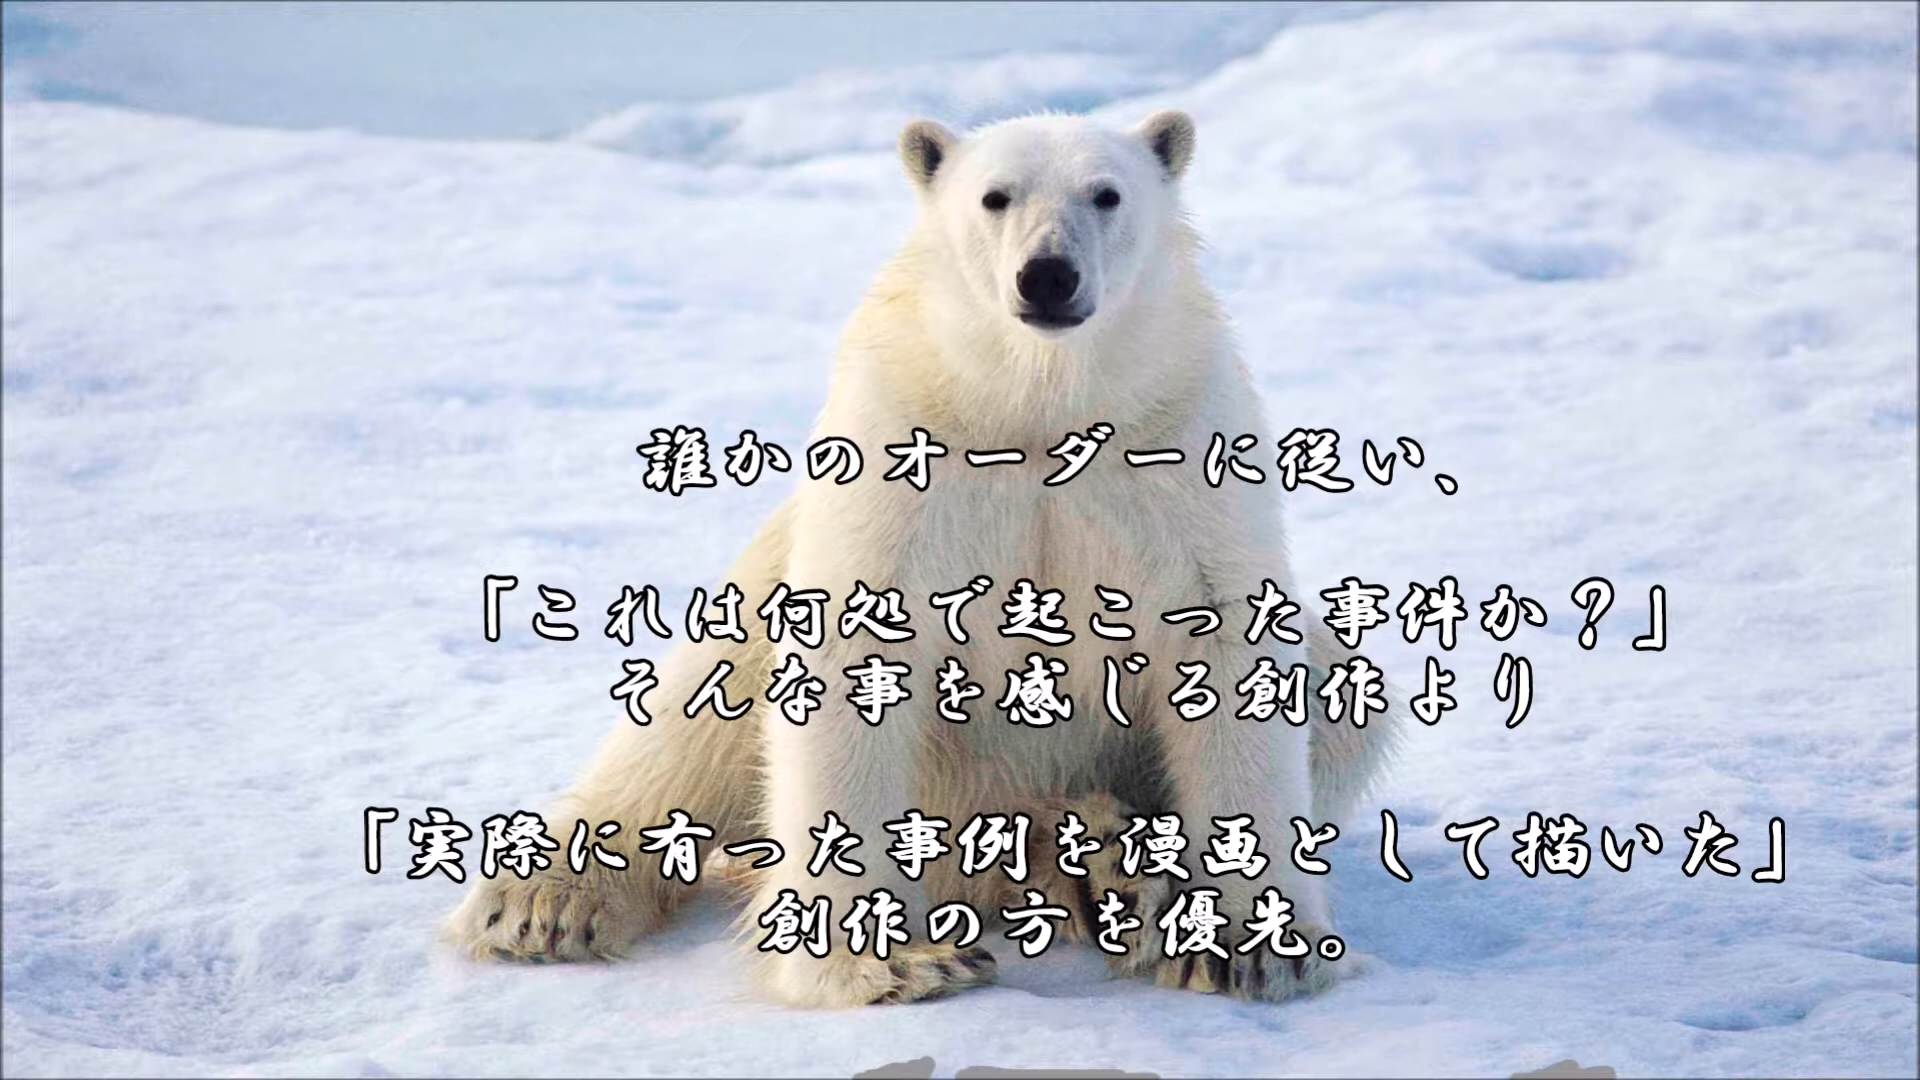 誰かのオーダーに従い、
「これは何処で起こった事件か？」
そんな事を感じる創作より
「実際に有った事例を漫画として描いた」
創作の方を優先。